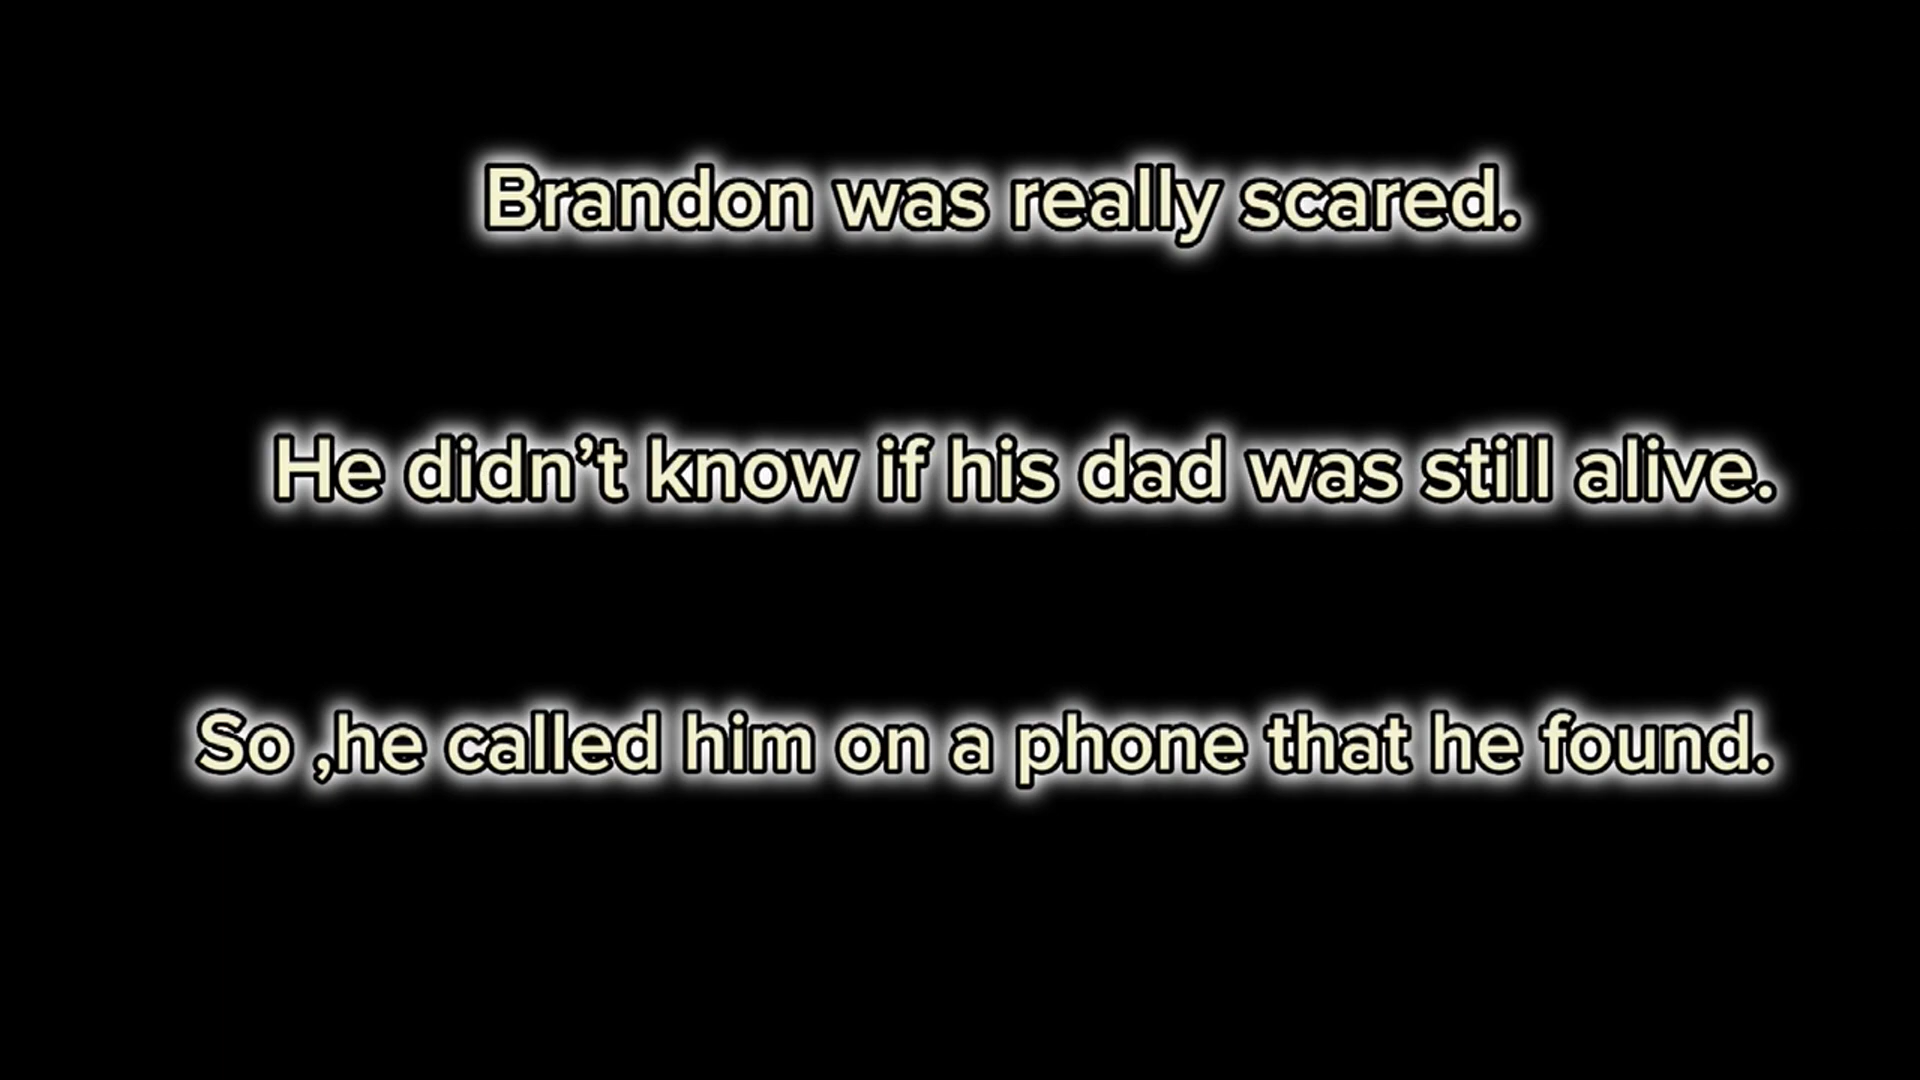 Brandon was really scared.
He didn’t know if his dad was still alive.
So ,he called him on a phone that he found.